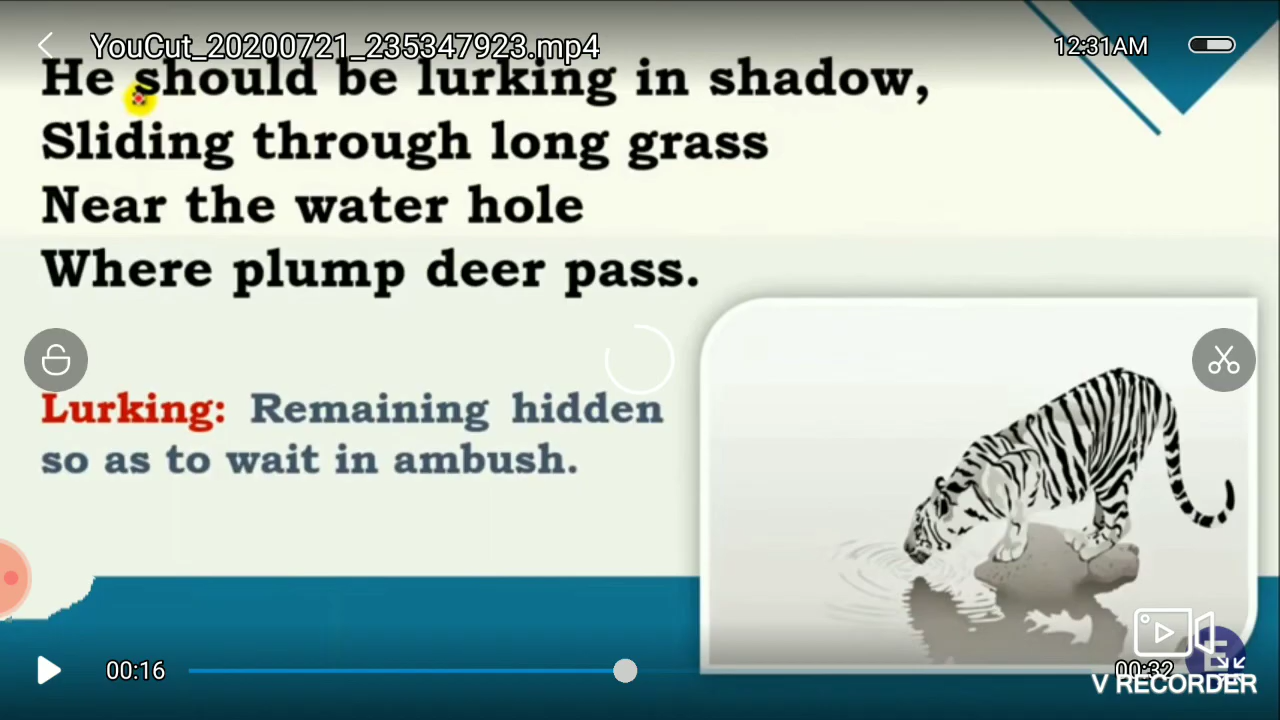 YouCut_20200721_235347923.mp4
12:31AM
He should be lurking in shadow,
Sliding through long grass
Near the water hole
Where plump deer pass.
Lurking: Remaining hidden
so as to wait in ambush.
00:16
00:32
V RECORDER